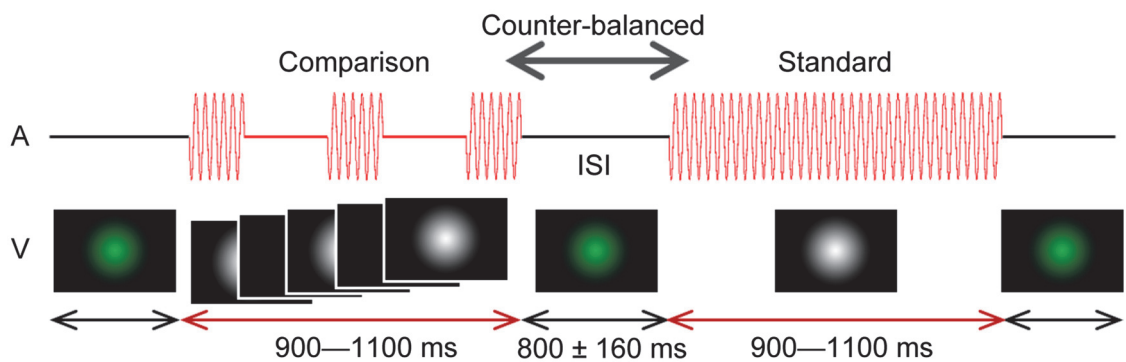 Counter-balanced
Comparison
Standard
A
ISI
V
900—1100 ms
800 ± 160 ms
900—1100 ms